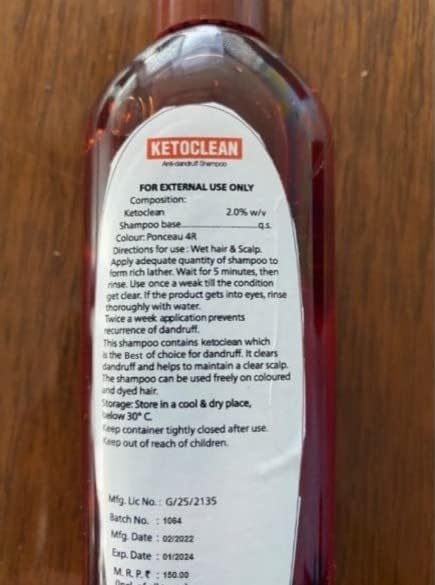 KETOCLEAN
Anti-dandruff Shampoo
FOR EXTERNAL USE ONLY
Composition:
Ketoclean 2.0% w/v
Shampoo base q.s.
Colour: Ponceau 4R
Directions for use: Wet hair & Scalp.
Apply adequate quantity of shampoo to
form rich lather. Wait for 5 minutes, then
rinse. Use once a weak till the condition
get clear. If the product gets into eyes, rinse
thoroughly with water.
Twice a week application prevents
recurrence of dandruff.
This shampoo contains ketoclean which
is the Best of choice for dandruff. It clears
dandruff and helps to maintain a clear scalp.
The shampoo can be used freely on coloured
and dyed hair.
Storage: Store in a cool & dry place,
below 30° C.
Keep container tightly closed after use.
Keep out of reach of children.
Mfg. Lic No. : G/25/2135
Batch No. : 1064
Mfg. Date : 02/2022
Exp. Date : 01/2024
M. R. P. ₹ : 150.00